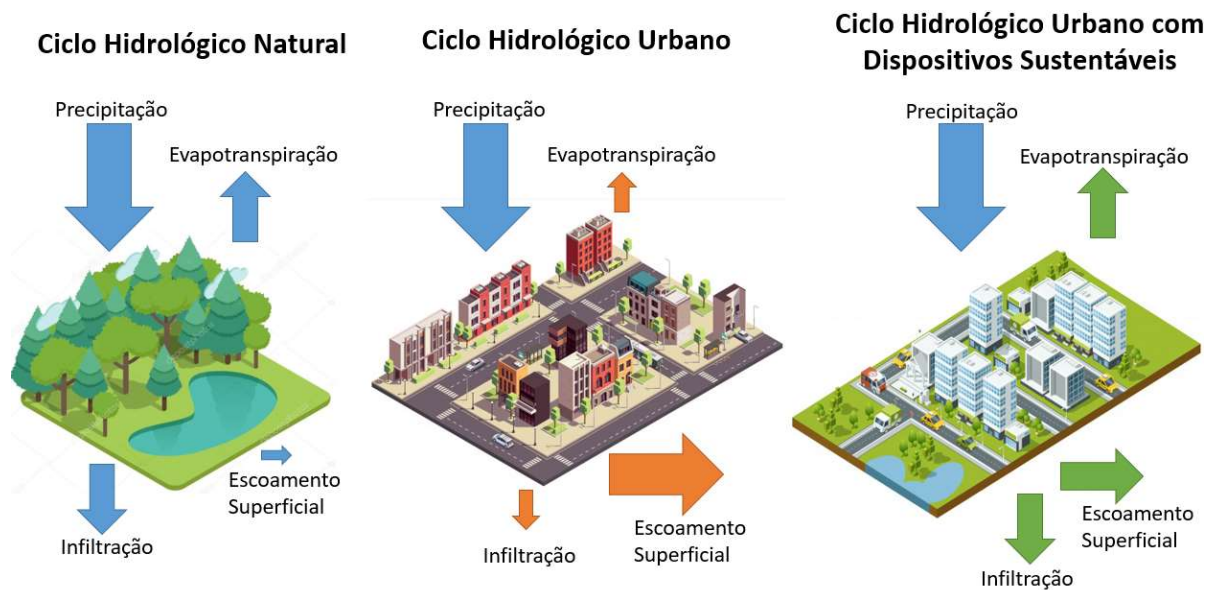 Ciclo Hidrológico Natural
Precipitação
Evapotranspiração
Escoamento
Superficial
Infiltração
Ciclo Hidrológico Urbano
Precipitação
Evapotranspiração
Escoamento
Superficial
Infiltração
Ciclo Hidrológico Urbano com
Dispositivos Sustentáveis
Precipitação
Evapotranspiração
Escoamento
Superficial
Infiltração